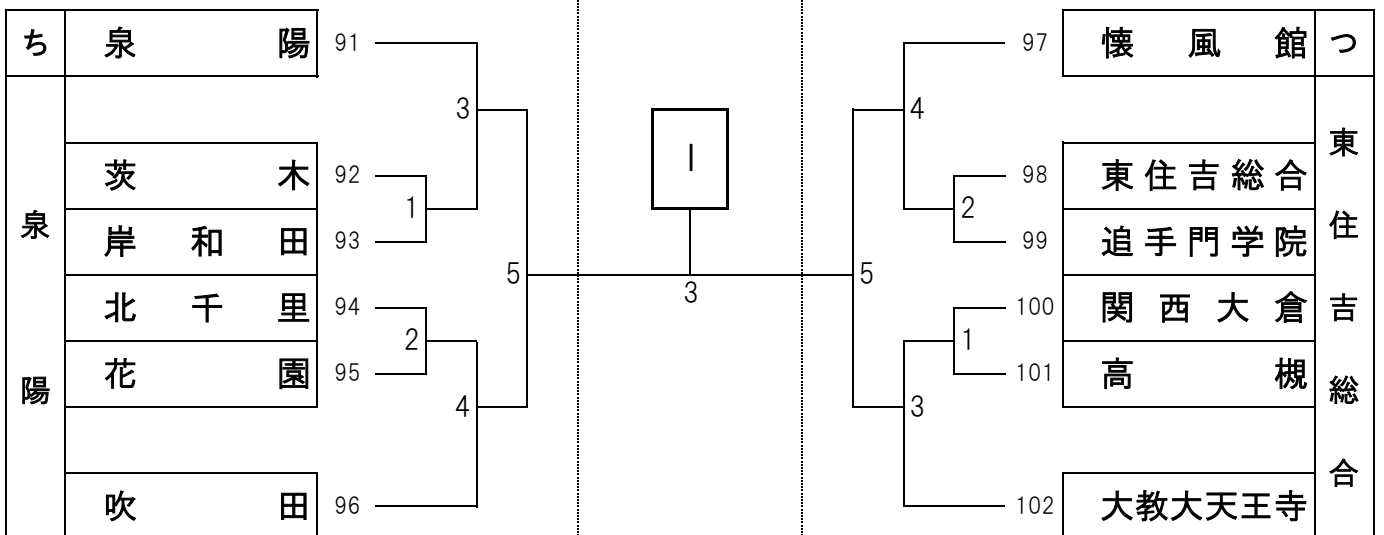 ち 泉陽 91 97 懐風館 つ
3 4
I
茨木 92 98 東住吉総合
1 2
岸和田 93 99 追手門学院
泉陽 東住吉総合
5 3 5
北千里 94 100 関西大倉
2 1
花園 95 101 高槻
4 3
吹田 96 102 大教大天王寺